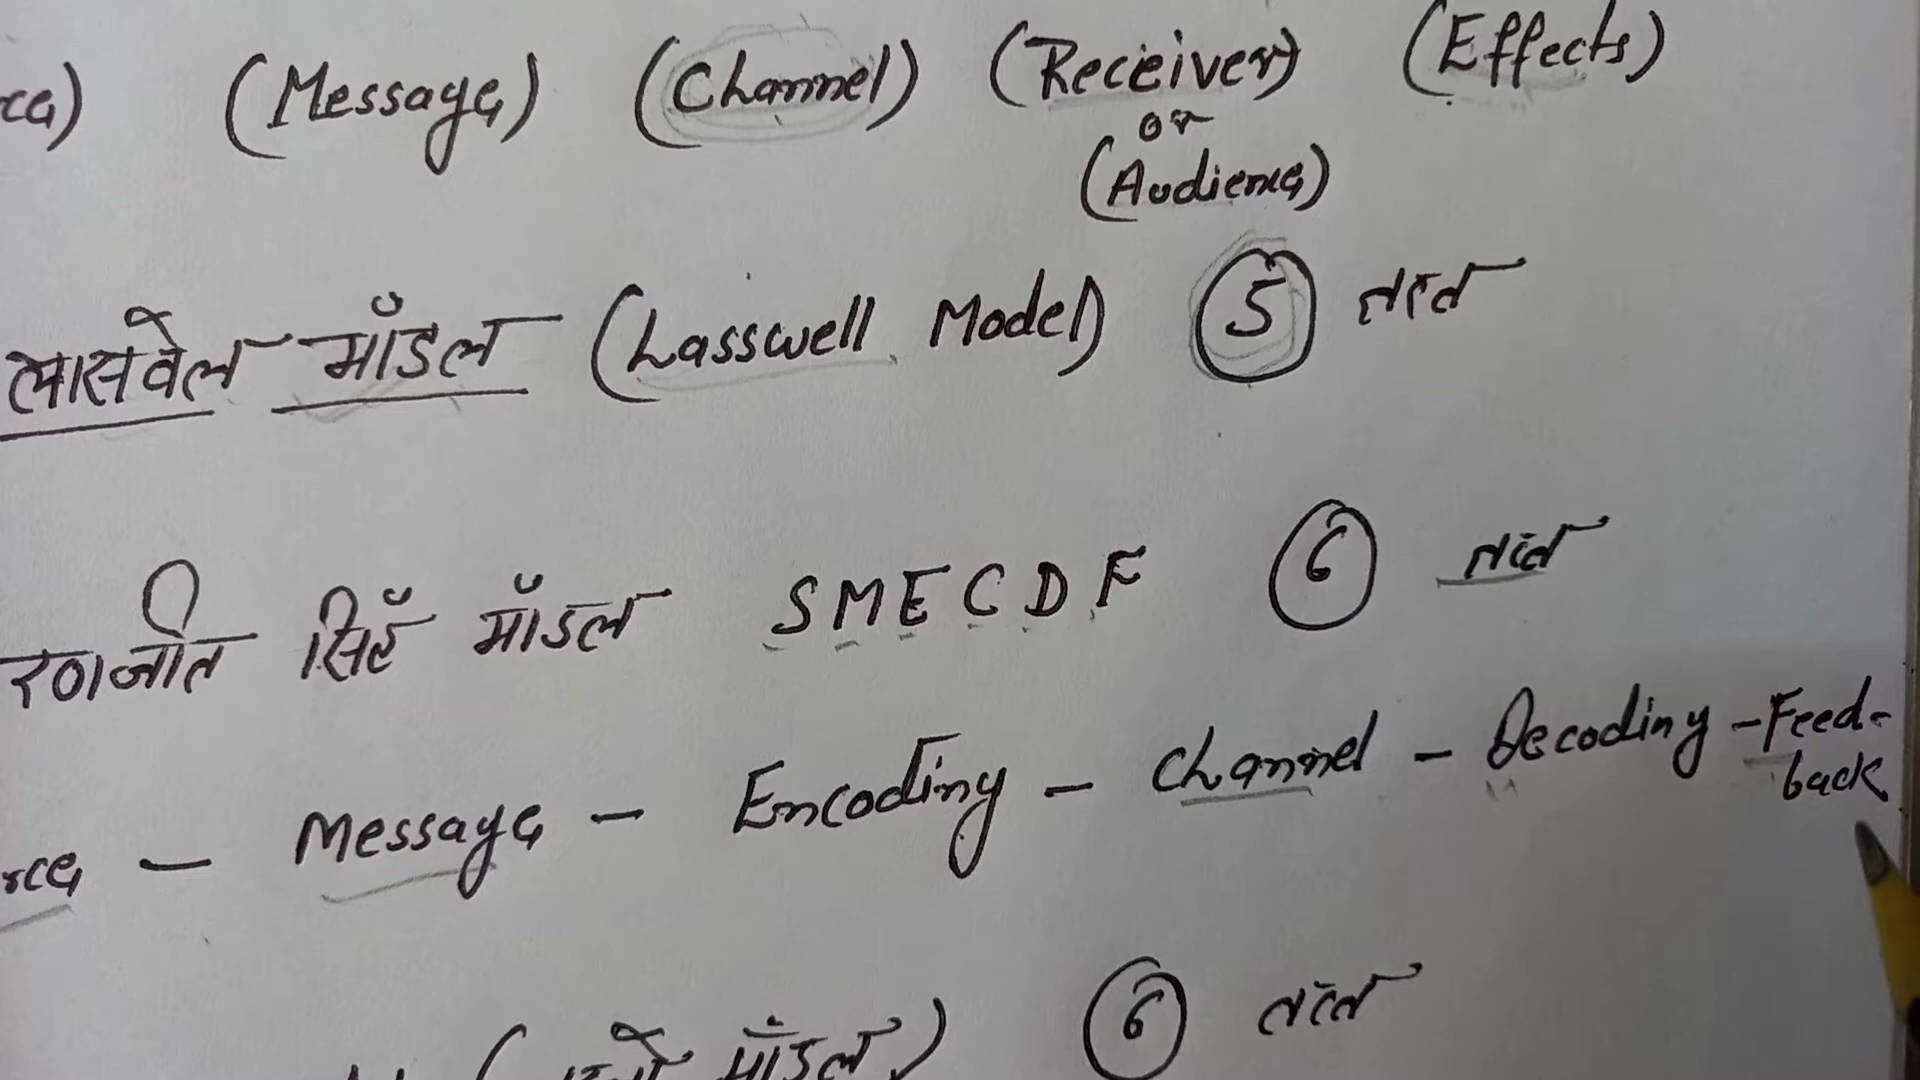 (Message) (Channel) (Receiver) (Effects)
or
(Audience)
लासवेल मॉडल (Lasswell Model) 5 तत्व
रणजीत सिंह मॉडल SMECDF 6 तत्व
Message - Encoding - Channel - Decoding - Feed-
back
मॉडल) 6 तत्व